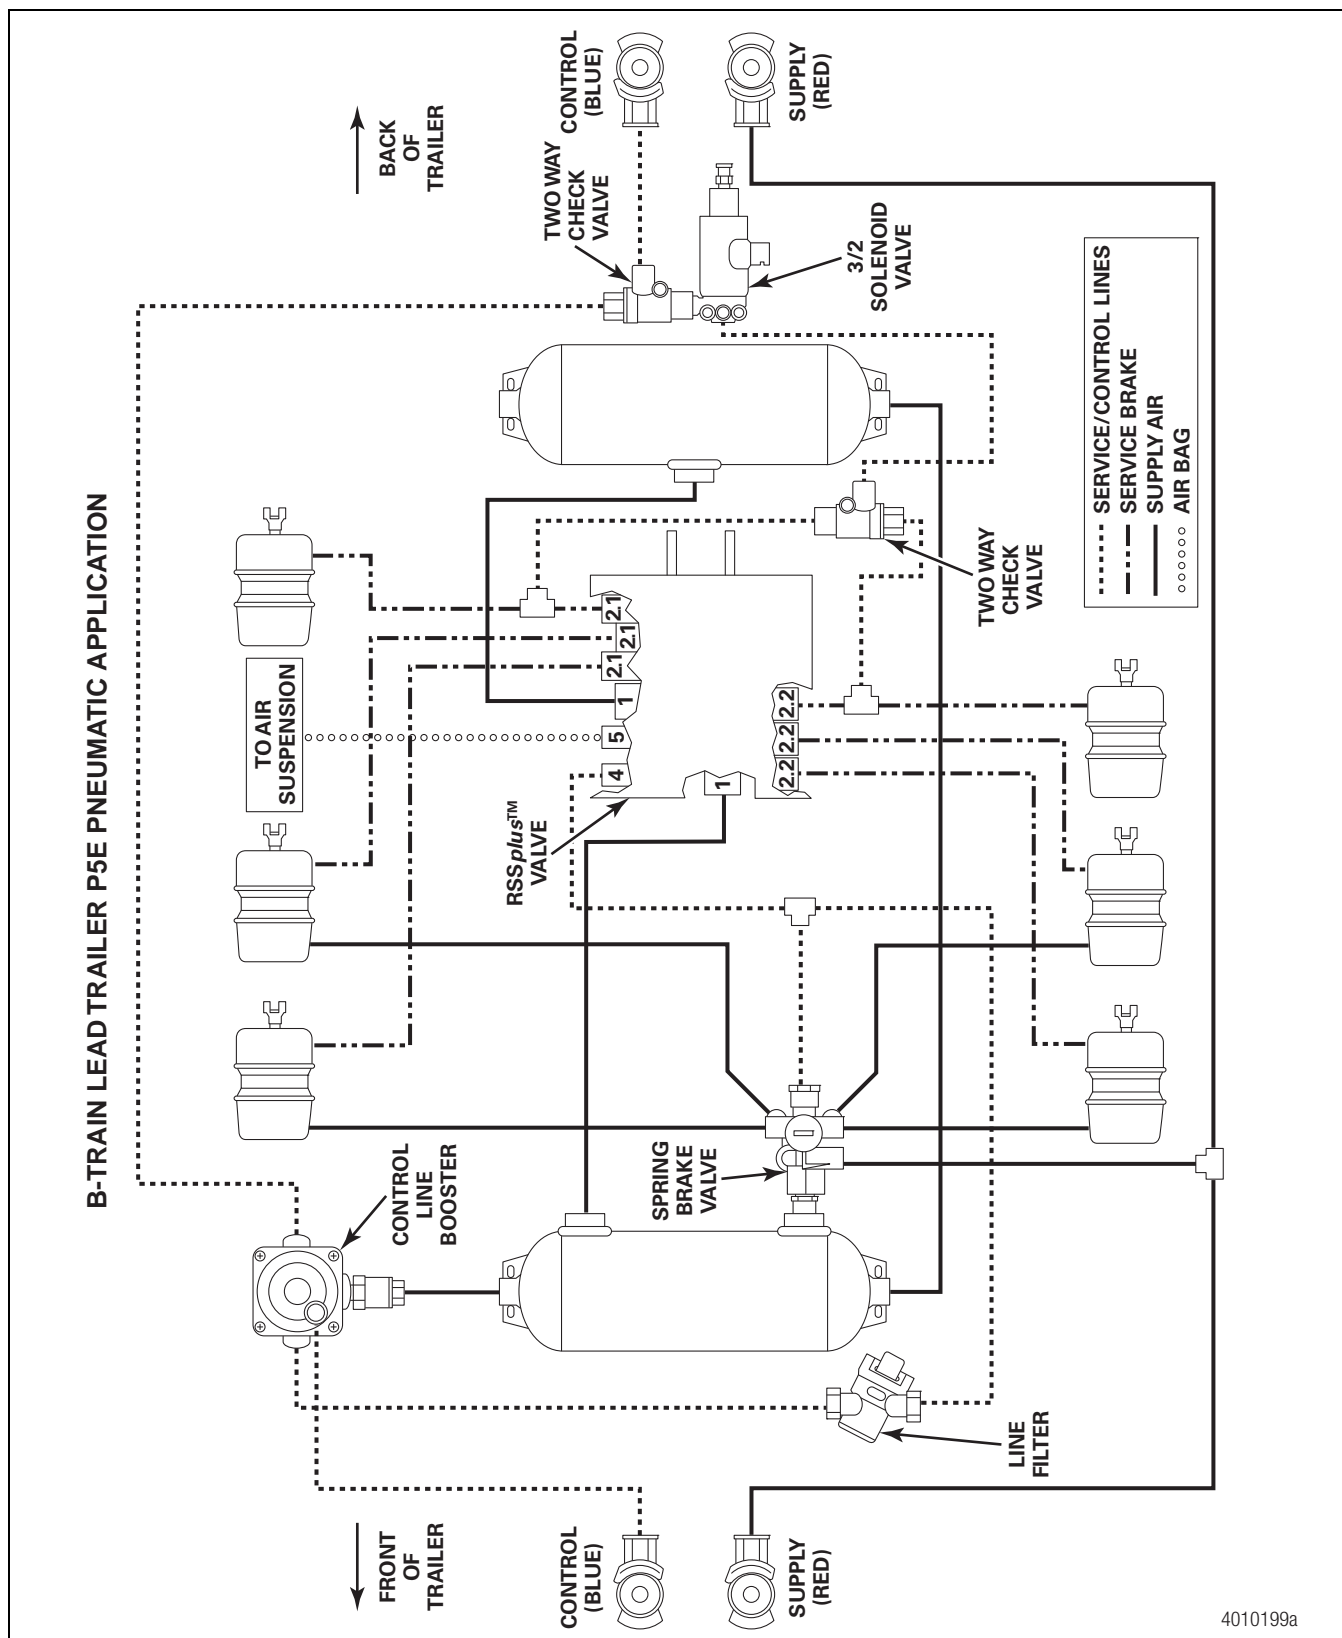 B-TRAIN LEAD TRAILER P5E PNEUMATIC APPLICATION
BACK
OF
TRAILER
CONTROL
(BLUE)
SUPPLY
(RED)
TWO WAY
CHECK
VALVE
3/2
SOLENOID
VALVE
SERVICE/CONTROL LINES
SERVICE BRAKE
SUPPLY AIR
AIR BAG
TWO WAY
CHECK
VALVE
TO AIR
SUSPENSION
2.1
2.1
2.1
1
5
4
1
2.2
2.2
2.2
RSSplus™
VALVE
CONTROL
LINE
BOOSTER
SPRING
BRAKE
VALVE
LINE
FILTER
FRONT
OF
TRAILER
CONTROL
(BLUE)
SUPPLY
(RED)
4010199a